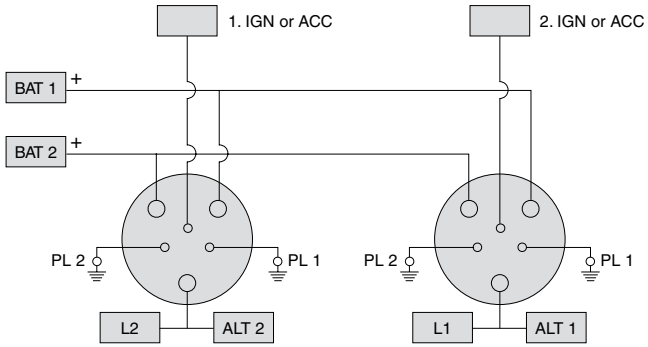 1. IGN or ACC
2. IGN or ACC
BAT 1 +
BAT 2 +
PL 2
PL 1
PL 2
PL 1
L2
ALT 2
L1
ALT 1